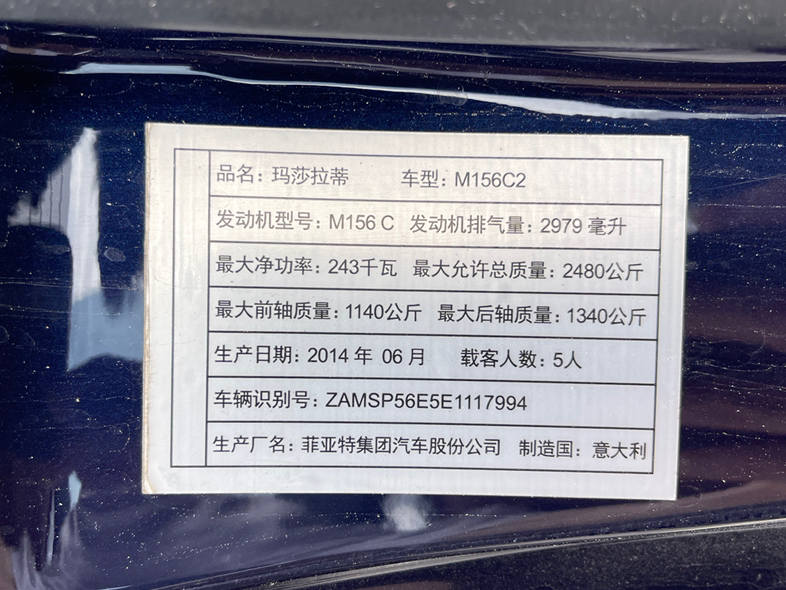 品名：玛莎拉蒂 车型：M156C2
发动机型号：M156 C 发动机排气量：2979 毫升
最大净功率：243千瓦 最大允许总质量：2480公斤
最大前轴质量：1140公斤 最大后轴质量：1340公斤
生产日期：2014 年 06 月 载客人数：5人
车辆识别号：ZAMSP56E5E1117994
生产厂名：菲亚特集团汽车股份公司 制造国：意大利